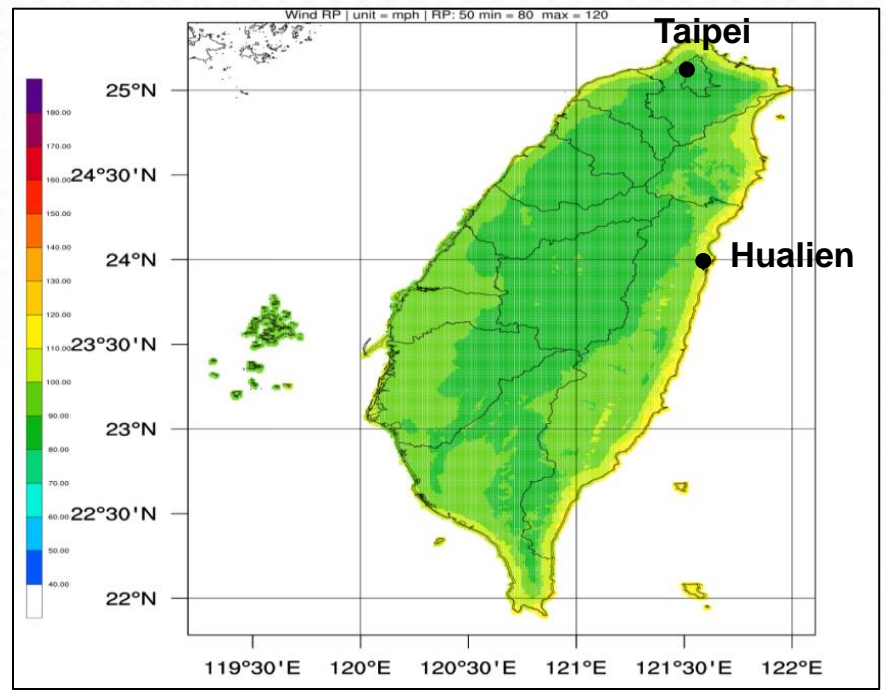 Wind RP | unit = mph | RP: 50 min = 80 max = 120
Taipei
Hualien
180.00
170.00
160.00
150.00
140.00
130.00
120.00
110.00
100.00
90.00
80.00
70.00
60.00
50.00
40.00
25°N
24°30'N
24°N
23°30'N
23°N
22°30'N
22°N
119°30'E 120°E 120°30'E 121°E 121°30'E 122°E